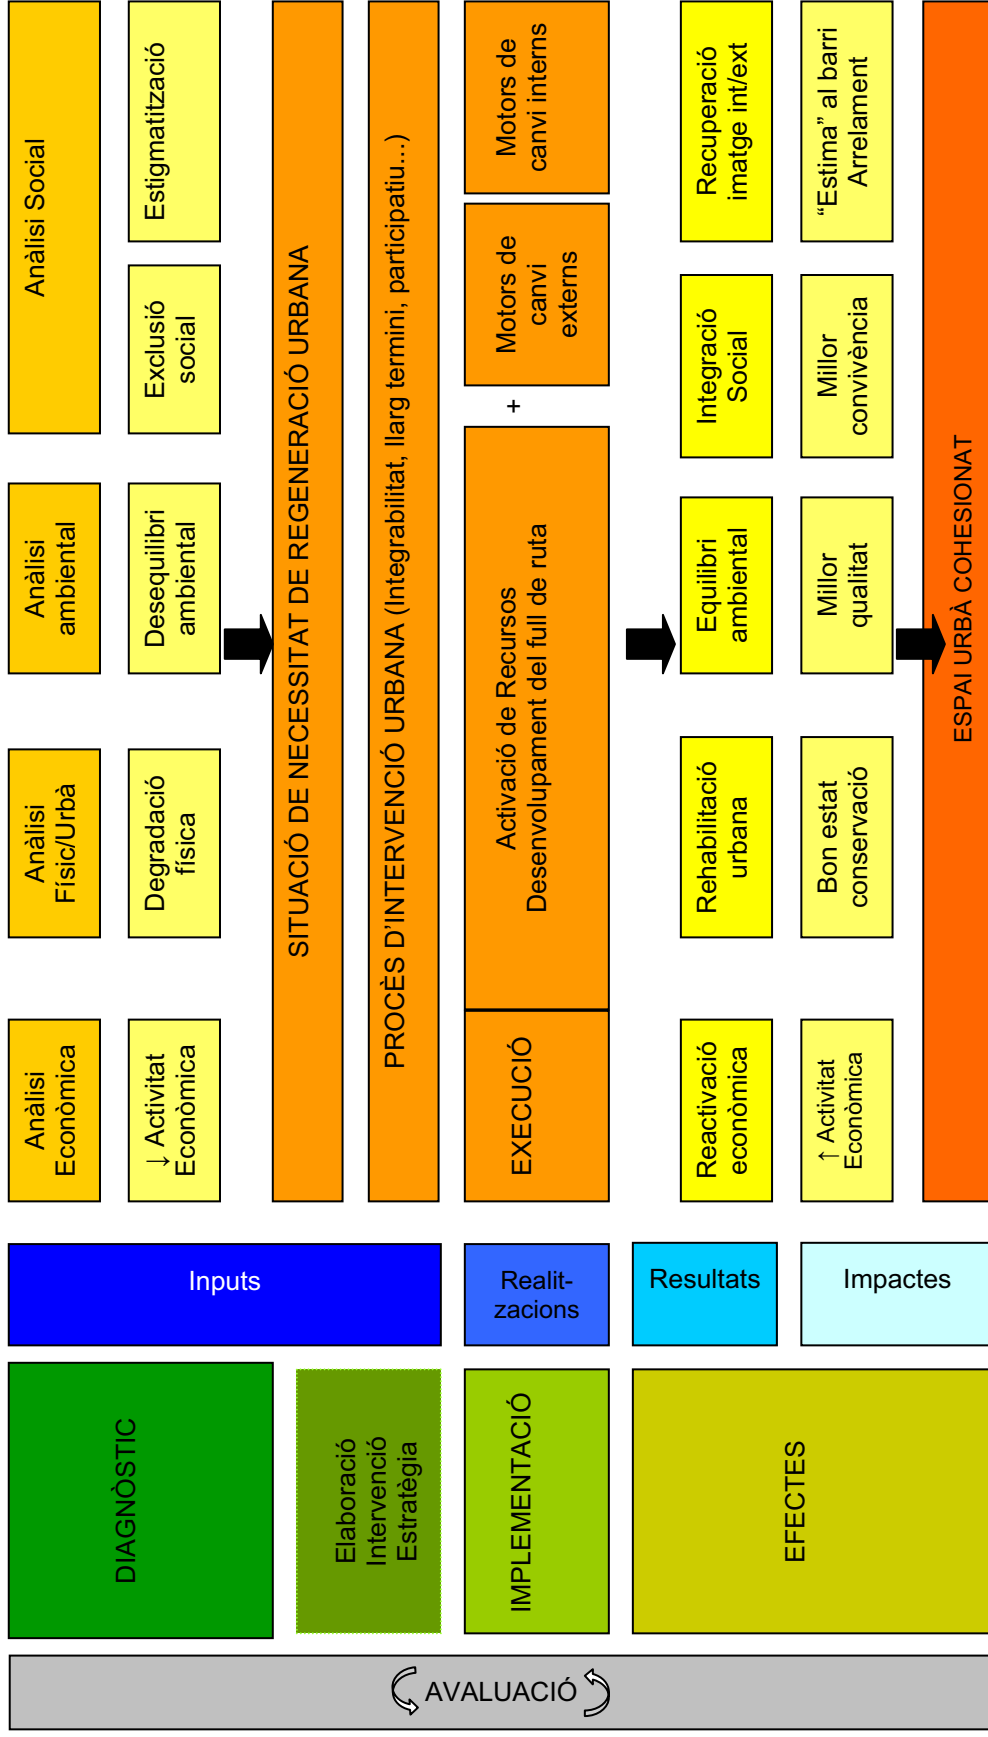 AVALUACIÓ
DIAGNÒSTIC
Elaboració
Intervenció
Estratègia
IMPLEMENTACIÓ
EFECTES
Inputs
Realit-
zacions
Resultats
Impactes
Anàlisi
Econòmica
Anàlisi
Físic/Urbà
Anàlisi
ambiental
Anàlisi Social
↓ Activitat
Econòmica
Degradació
física
Desequilibri
ambiental
Exclusió
social
Estigmatització
SITUACIÓ DE NECESSITAT DE REGENERACIÓ URBANA
PROCÈS D’INTERVENCIÓ URBANA (Integrabilitat, llarg termini, participatiu...)
EXECUCIÓ
Activació de Recursos
Desenvolupament del full de ruta
+
Motors de
canvi
externs
Motors de
canvi interns
Reactivació
econòmica
Rehabilitació
urbana
Equilibri
ambiental
Integració
Social
Recuperació
imatge int/ext
↑ Activitat
Econòmica
Bon estat
conservació
Millor
qualitat
Millor
convivència
“Estima” al barri
Arrelament
ESPAI URBÀ COHESIONAT